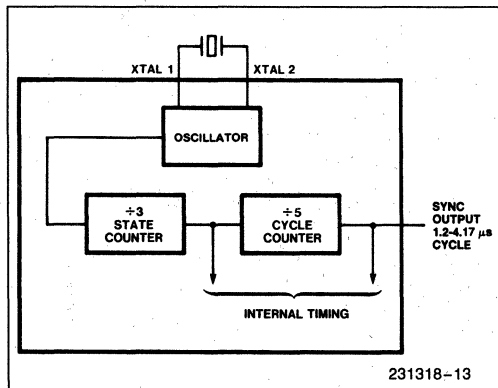 XTAL 1
XTAL 2
OSCILLATOR
÷3
STATE
COUNTER
÷5
CYCLE
COUNTER
SYNC
OUTPUT
1.2-4.17 µs
CYCLE
INTERNAL TIMING
231318-13